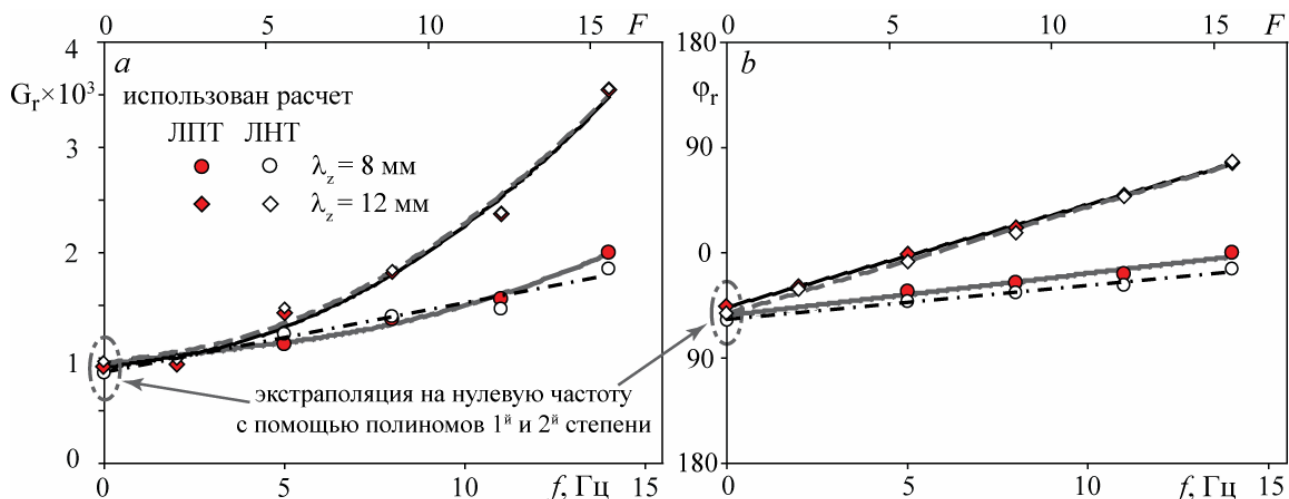 0 5 10 15 F
4
a
G_r×10³
использован расчет
ЛПТ ЛНТ
λ_z = 8 мм
3
λ_z = 12 мм
2
1
экстраполяция на нулевую частоту
с помощью полиномов 1й и 2й степени
0
0 5 10 f, Гц 15
0 5 10 15 F
180
b
φ_r
90
0
90
180
0 5 10 f, Гц 15